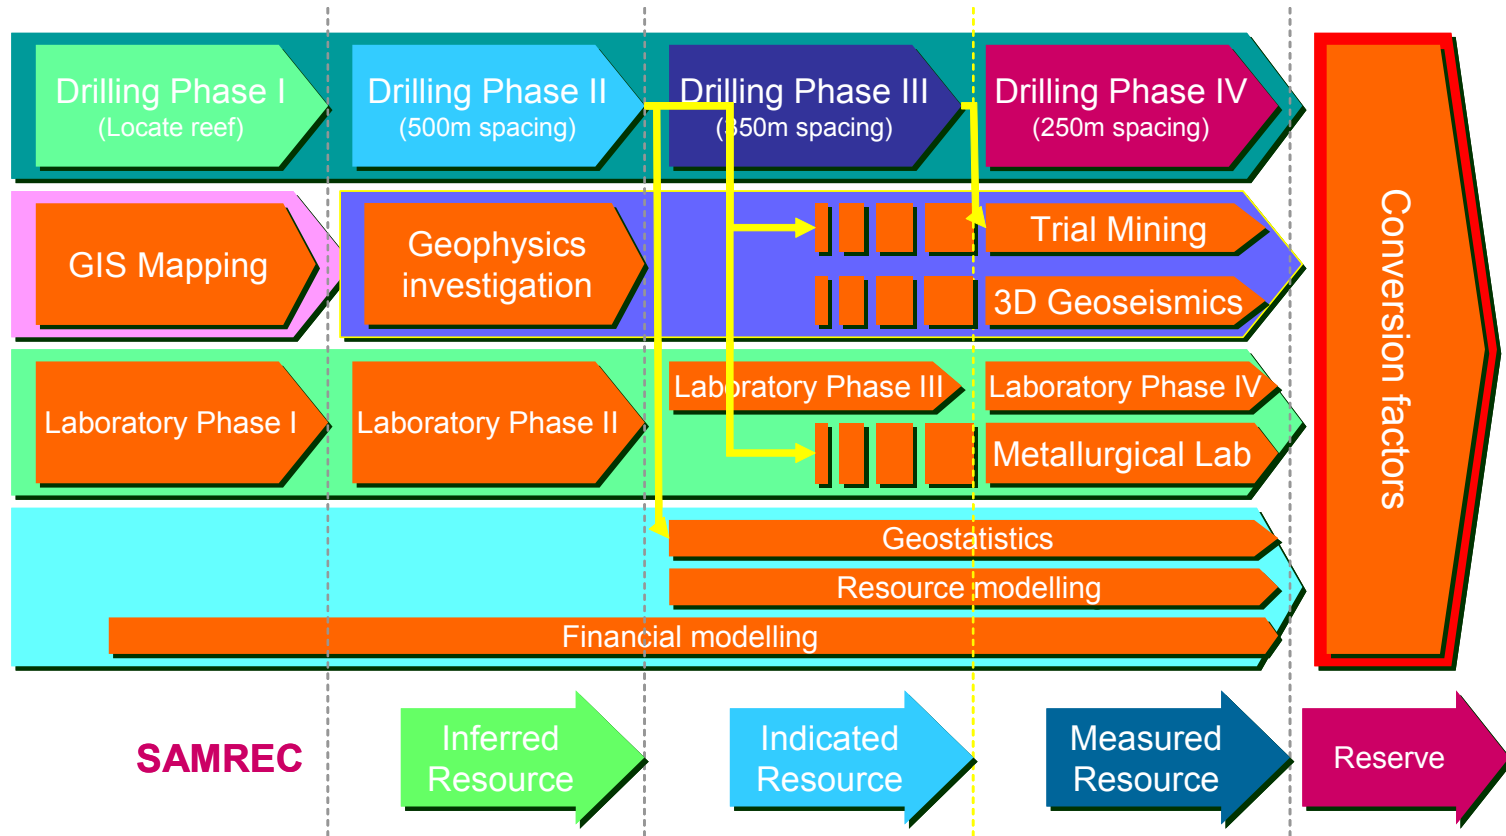 Drilling Phase I
(Locate reef)
Drilling Phase II
(500m spacing)
Drilling Phase III
(350m spacing)
Drilling Phase IV
(250m spacing)
GIS Mapping
Geophysics
investigation
Trial Mining
3D Geoseismics
Laboratory Phase I
Laboratory Phase II
Laboratory Phase III
Laboratory Phase IV
Metallurgical Lab
Geostatistics
Resource modelling
Financial modelling
Conversion factors
SAMREC
Inferred
Resource
Indicated
Resource
Measured
Resource
Reserve